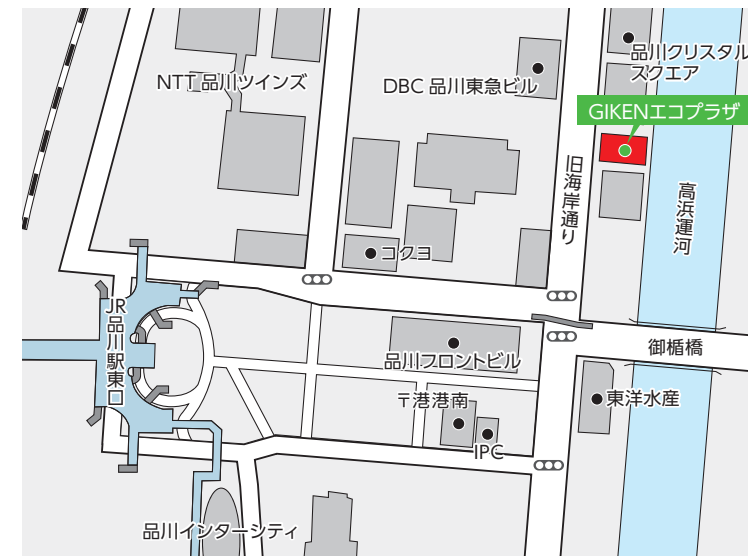 品川クリスタル
スクエア
NTT 品川ツインズ
DBC 品川東急ビル
GIKENエコプラザ
旧海岸通り
高浜運河
コクヨ
JR品川駅東口
御楯橋
品川フロントビル
〒港港南
東洋水産
IPC
品川インターシティ